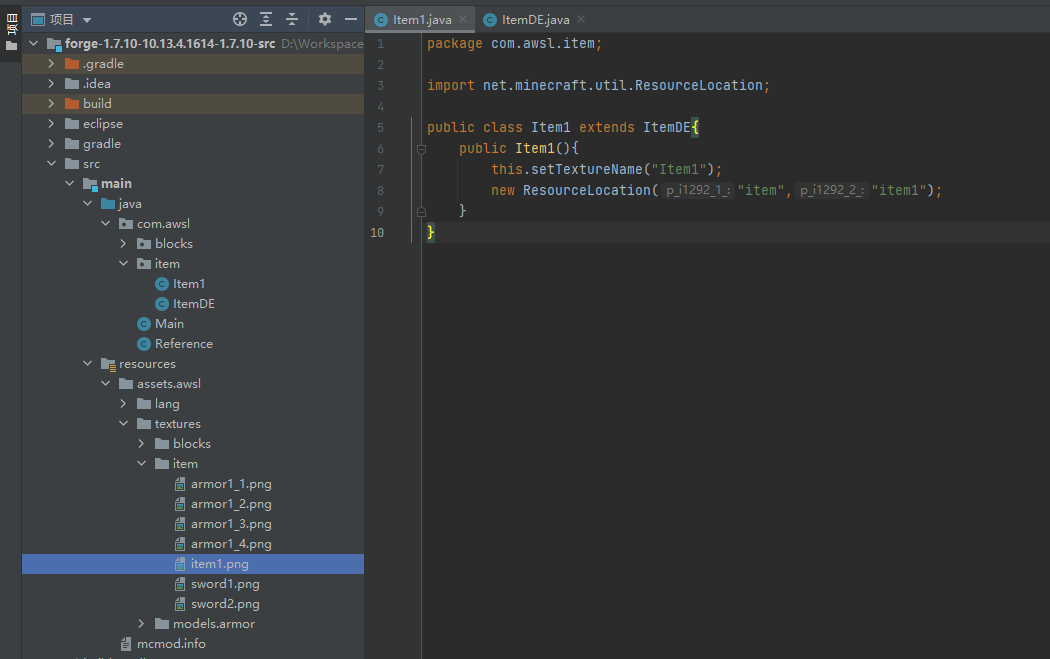 项目
项目
Item1.java
ItemDE.java
forge-1.7.10-10.13.4.1614-1.7.10-src D:\Workspace
.gradle
.idea
build
eclipse
gradle
src
main
java
com.awsl
blocks
item
Item1
ItemDE
Main
Reference
resources
assets.awsl
lang
textures
blocks
item
armor1_1.png
armor1_2.png
armor1_3.png
armor1_4.png
item1.png
sword1.png
sword2.png
models.armor
mcmod.info
1 package com.awsl.item;
2
3 import net.minecraft.util.ResourceLocation;
4
5 public class Item1 extends ItemDE{
6 public Item1(){
7 this.setTextureName("Item1");
8 new ResourceLocation( p_i1292_1_: "item", p_i1292_2_: "item1");
9 }
10 }